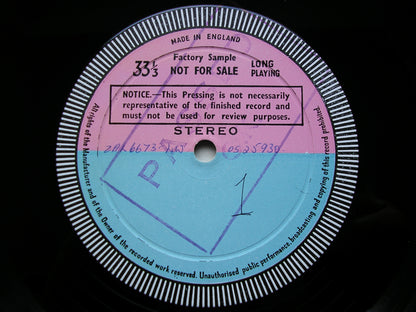 MADE IN ENGLAND
Factory Sample
33⅓ NOT FOR SALE LONG PLAYING
NOTICE.—This Pressing is not necessarily
representative of the finished record and
must not be used for review purposes.
STEREO
1
All rights of the Manufacturer and of the Owner of the recorded work reserved. Unauthorised public performance, broadcasting and copying of this record prohibited.